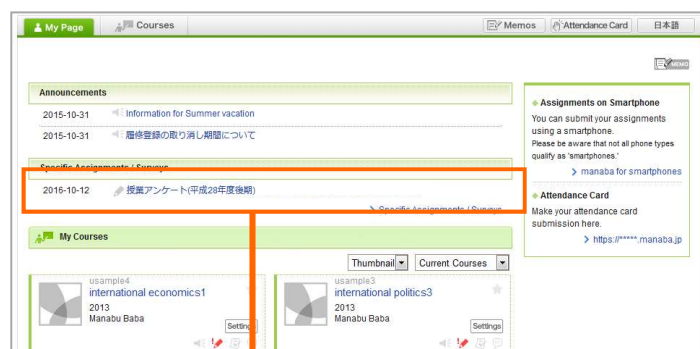 My Page
Courses
Memos
Attendance Card
日本語
MEMO
Announcements
2015-10-31 Information for Summer vacation
2015-10-31 履修登録の取り消し期間について
Specific Assignments / Surveys
2016-10-12 授業アンケート(平成28年度後期)
Specific Assignments / Surveys
My Courses
Thumbnail
Current Courses
usample4
international economics1
2013
Manabu Baba
Settings
usample3
international politics3
2013
Manabu Baba
Settings
Assignments on Smartphone
You can submit your assignments
using a smartphone.
Please be aware that not all phone types
qualify as 'smartphones.'
manaba for smartphones
Attendance Card
Make your attendance card
submission here.
https://*****.manaba.jp